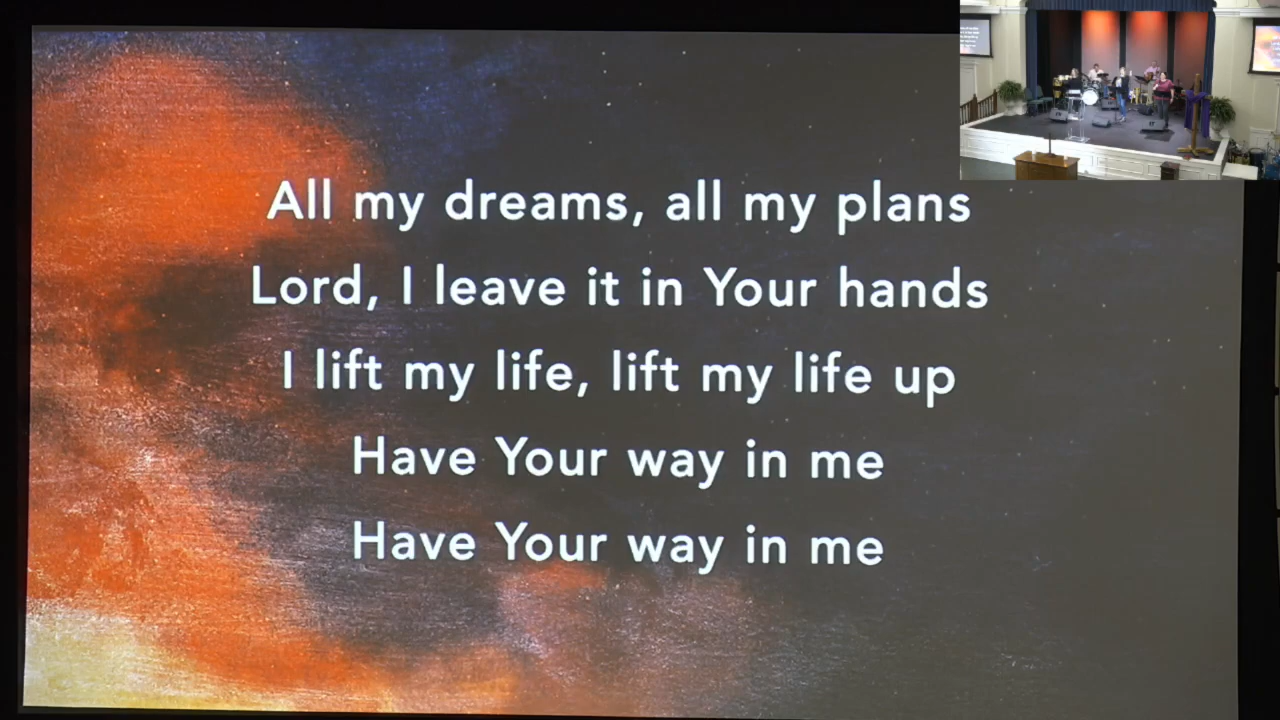 All my dreams, all my plans
Lord, I leave it in Your hands
I lift my life, lift my life up
Have Your way in me
Have Your way in me